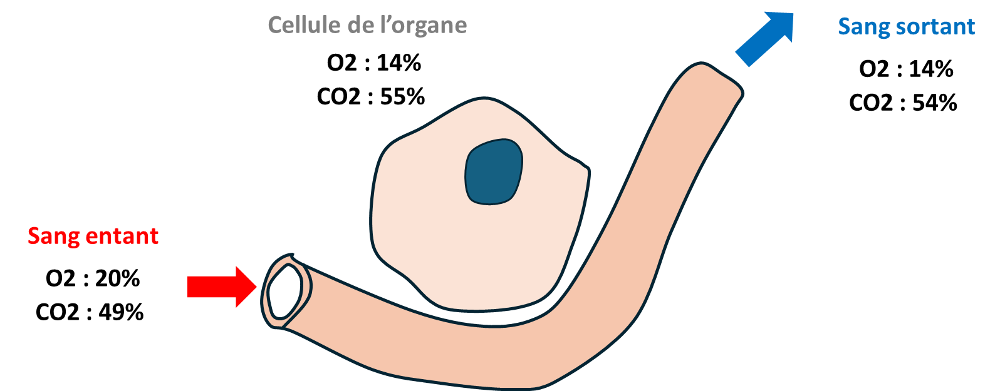 Cellule de l’organe
O2 : 14%
CO2 : 55%
Sang sortant
O2 : 14%
CO2 : 54%
Sang entant
O2 : 20%
CO2 : 49%